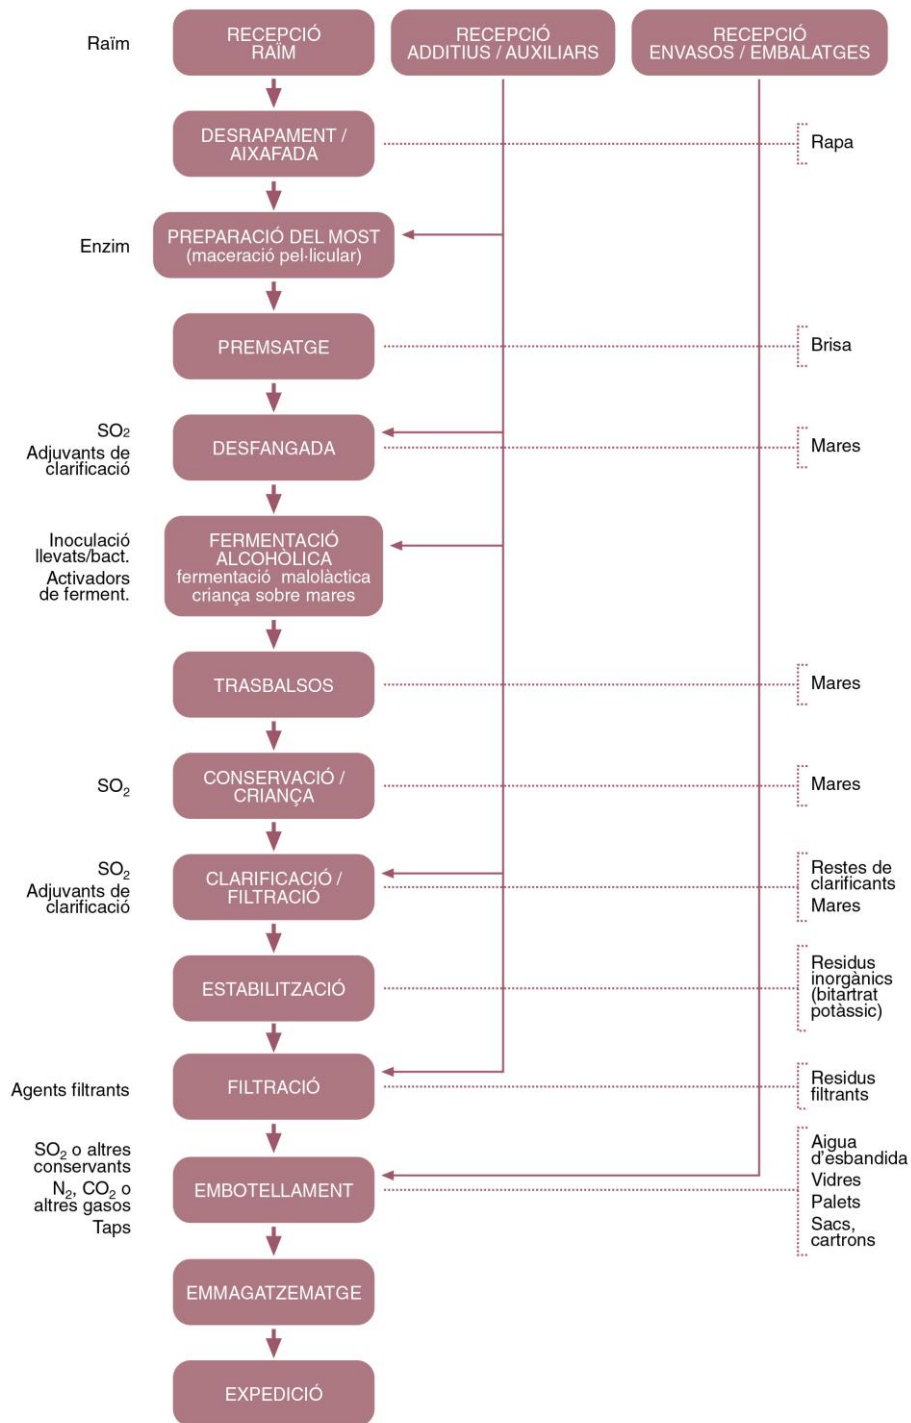 Raïm
RECEPCIÓ
RAÏM
RECEPCIÓ
ADDITIUS / AUXILIARS
RECEPCIÓ
ENVASOS / EMBALATGES
DESRAPAMENT /
AIXAFADA
Rapa
Enzim
PREPARACIÓ DEL MOST
(maceració pel·licular)
PREMSATGE
Brisa
SO₂
Adjuvants de
clarificació
DESFANGADA
Mares
Inoculació
llevats/bact.
Activadors
de ferment.
FERMENTACIÓ
ALCOHÒLICA
fermentació malolàctica
criança sobre mares
TRASBALSOS
Mares
SO₂
CONSERVACIÓ /
CRIANÇA
Mares
SO₂
Adjuvants de
clarificació
CLARIFICACIÓ /
FILTRACIÓ
Restes de
clarificants
Mares
ESTABILITZACIÓ
Residus
inorgànics
(bitartrat
potàssic)
Agents filtrants
FILTRACIÓ
Residus
filtrants
SO₂ o altres
conservants
N₂, CO₂ o
altres gasos
Taps
EMBOTELLAMENT
Aigua
d'esbandida
Vidres
Palets
Sacs,
cartrons
EMMAGATZEMATGE
EXPEDICIÓ